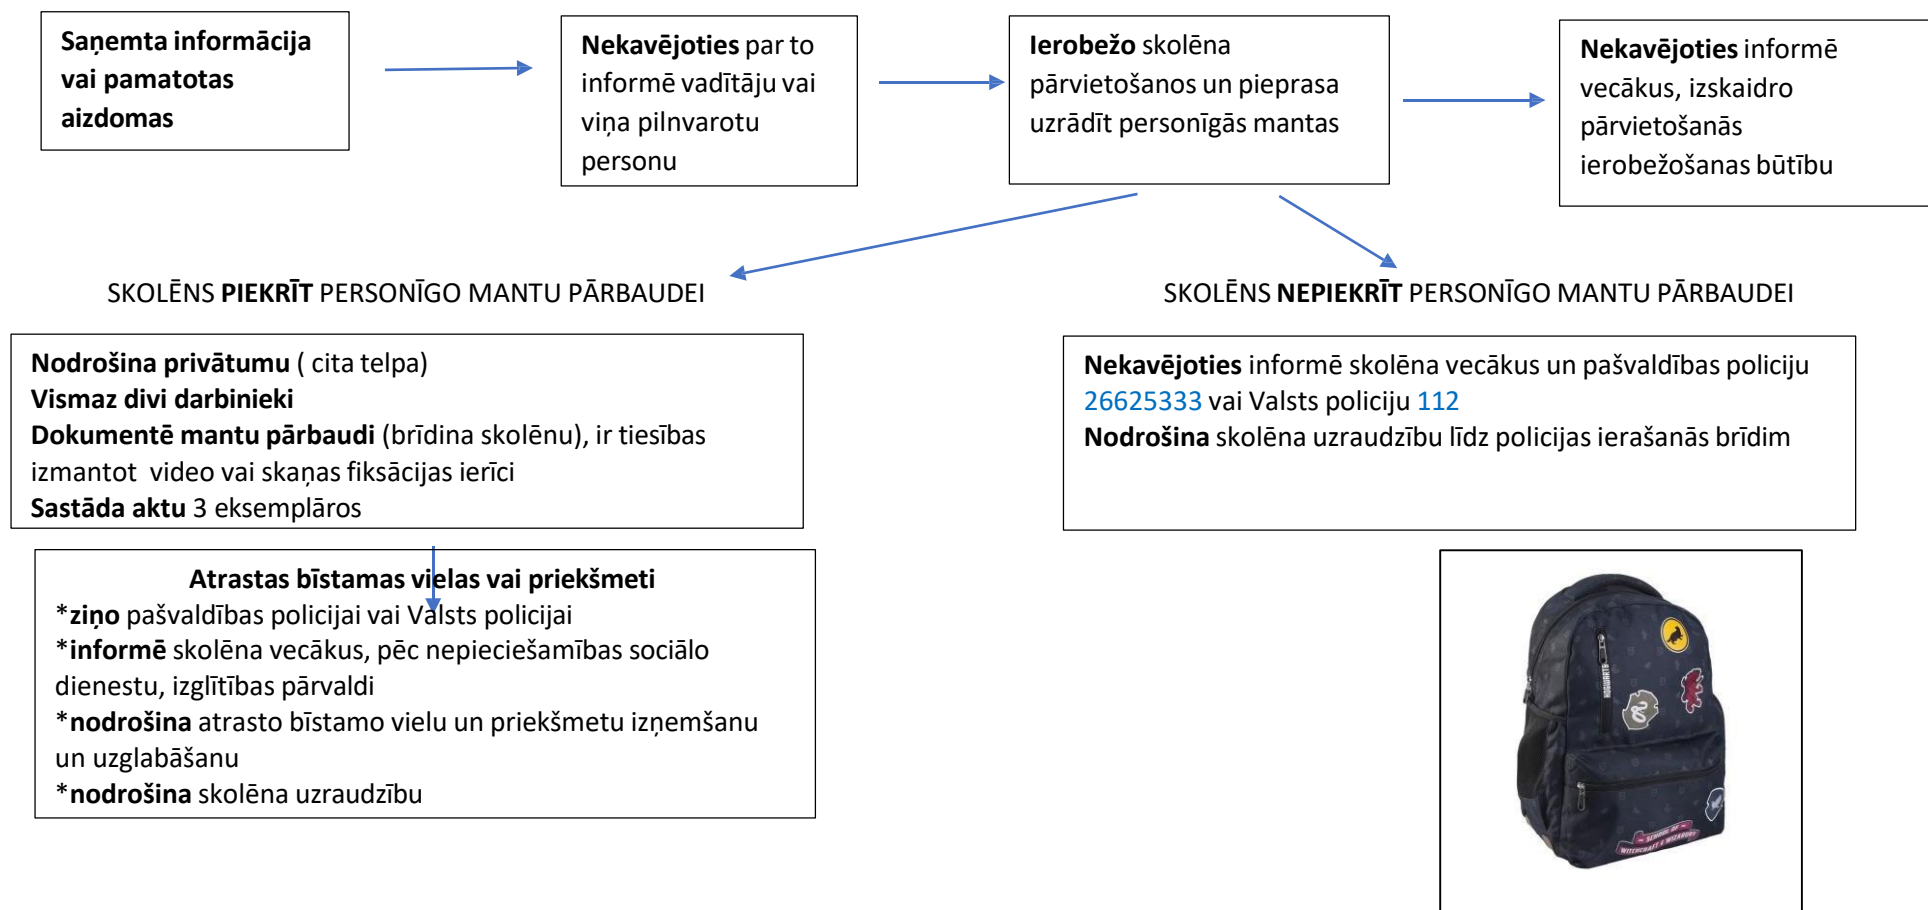 Saņemta informācija
vai pamatotas
aizdomas
Nekavējoties par to
informē vadītāju vai
viņa pilnvarotu
personu
Ierobežo skolēna
pārvietošanos un pieprasa
uzrādīt personīgās mantas
Nekavējoties informē
vecākus, izskaidro
pārvietošanās
ierobežošanas būtību
SKOLĒNS PIEKRĪT PERSONĪGO MANTU PĀRBAUDEI
SKOLĒNS NEPIEKRĪT PERSONĪGO MANTU PĀRBAUDEI
Nodrošina privātumu ( cita telpa)
Vismaz divi darbinieki
Dokumentē mantu pārbaudi (brīdina skolēnu), ir tiesības
izmantot video vai skaņas fiksācijas ierīci
Sastāda aktu 3 eksemplāros
Nekavējoties informē skolēna vecākus un pašvaldības policiju
26625333 vai Valsts policiju 112
Nodrošina skolēna uzraudzību līdz policijas ierašanās brīdim
Atrastas bīstamas vielas vai priekšmeti
*ziņo pašvaldības policijai vai Valsts policijai
*informē skolēna vecākus, pēc nepieciešamības sociālo
dienestu, izglītības pārvaldi
*nodrošina atrasto bīstamo vielu un priekšmetu izņemšanu
un uzglabāšanu
*nodrošina skolēna uzraudzību
HOGWARTS
SCHOOL OF
WITCHCRAFT & WIZARDRY